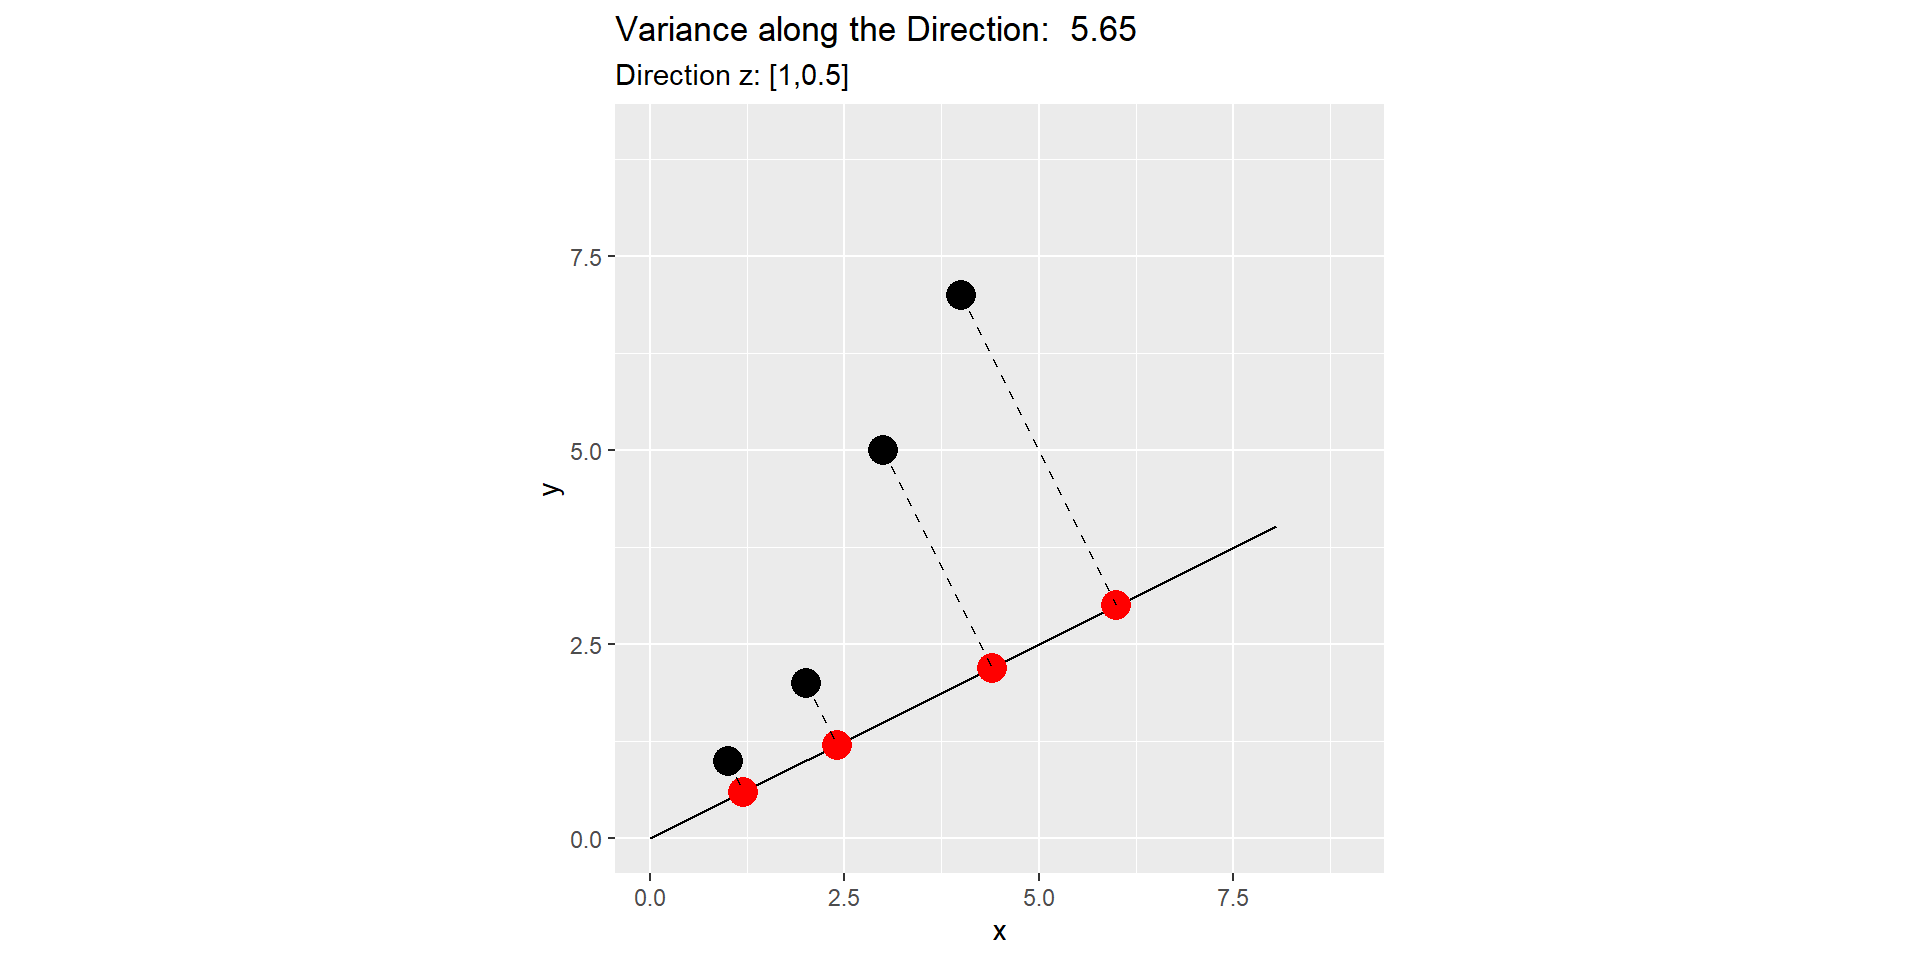 Variance along the Direction:  5.65
Direction z: [1,0.5]
7.5
5.0
2.5
0.0
y
0.0 2.5 5.0 7.5
x